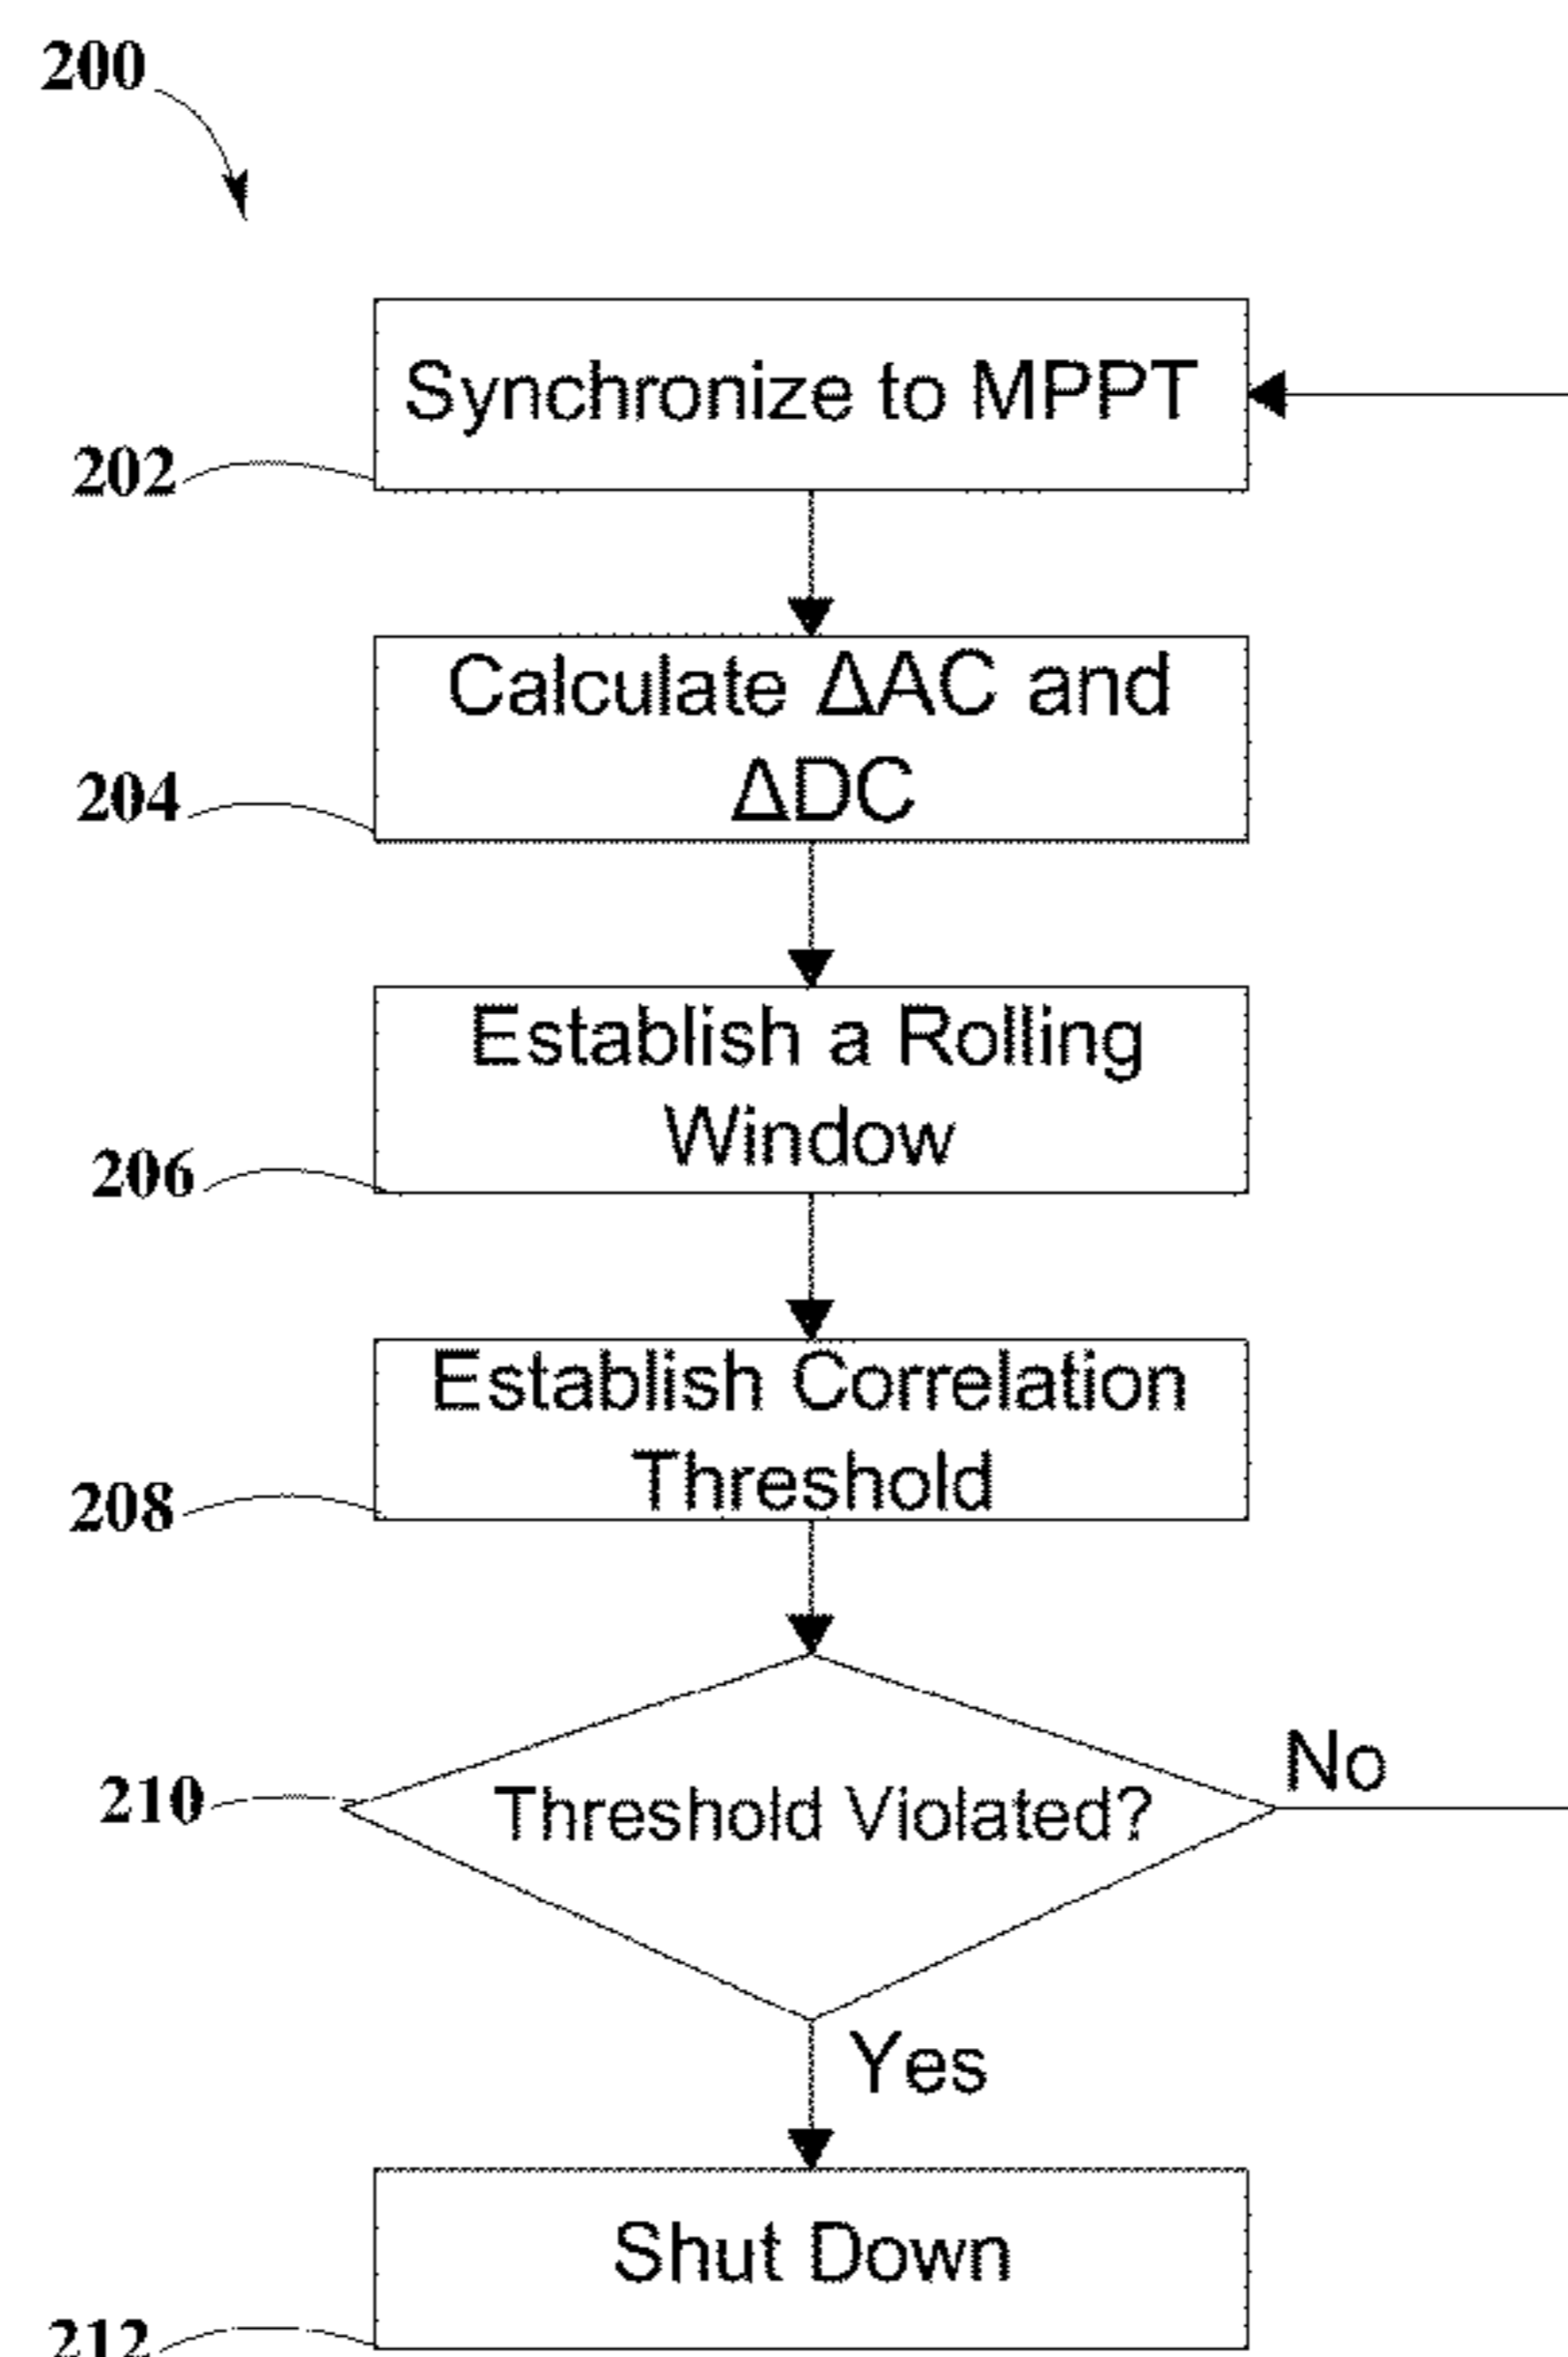 200
Synchronize to MPPT
202
Calculate ΔAC and
ΔDC
204
Establish a Rolling
Window
206
Establish Correlation
Threshold
208
No
210
Threshold Violated?
Yes
Shut Down
212